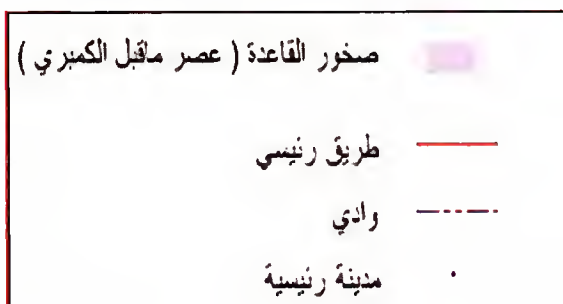 صخور القاعدة ( عصر ماقبل الكمبري )
طريق رئيسي
وادي
مدينة رئيسية